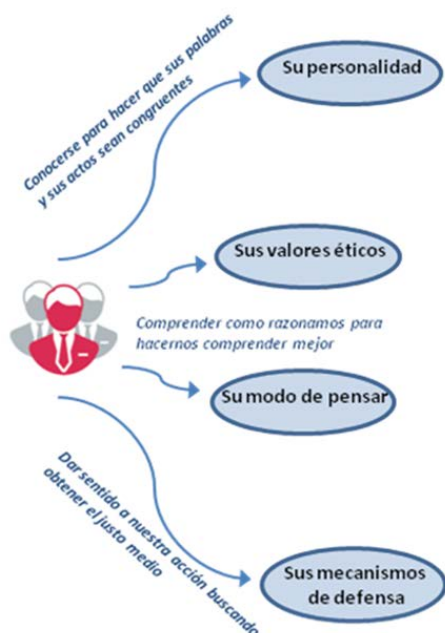 Conocerse para hacer que sus palabras
y sus actos sean congruentes
Su personalidad
Sus valores éticos
Comprender como razonamos para
hacernos comprender mejor
Su modo de pensar
Dar sentido a nuestra acción buscando
obtener el justo medio
Sus mecanismos
de defensa